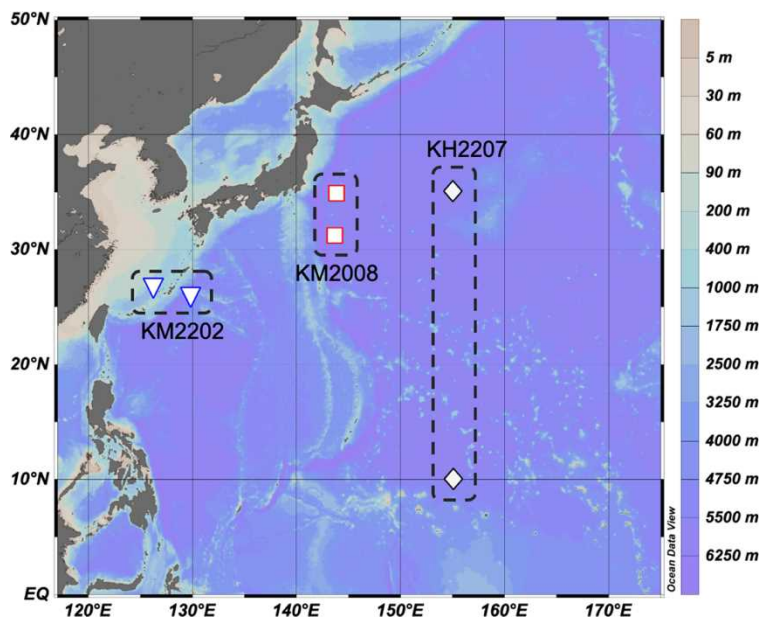 50°N
40°N
30°N
20°N
10°N
EQ
120°E
130°E
140°E
150°E
160°E
170°E
KH2207
KM2008
KM2202
5 m
30 m
60 m
90 m
200 m
400 m
1000 m
1750 m
2500 m
3250 m
4000 m
4750 m
5500 m
6250 m
Ocean Data View